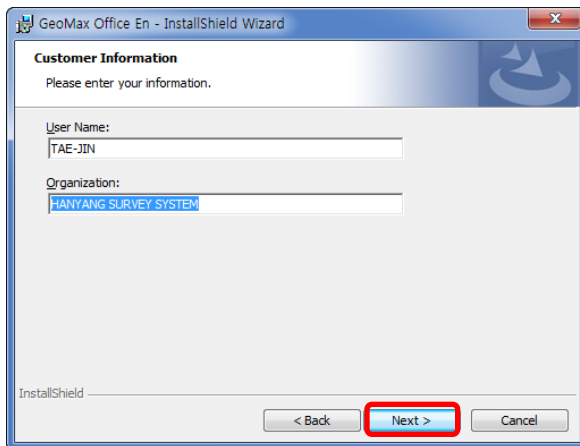 GeoMax Office En - InstallShield Wizard
Customer Information
Please enter your information.
User Name:
TAE-JIN
Organization:
HANYANG SURVEY SYSTEM
InstallShield
< Back
Next >
Cancel